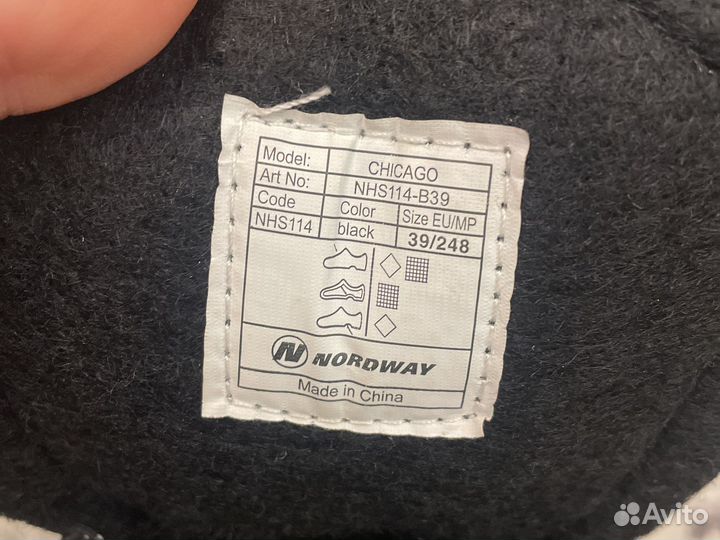 Model: CHICAGO
Art No: NHS114-B39
Code Color Size EU/MP
NHS114 black 39/248
N NORDWAY
Made in China
Avito